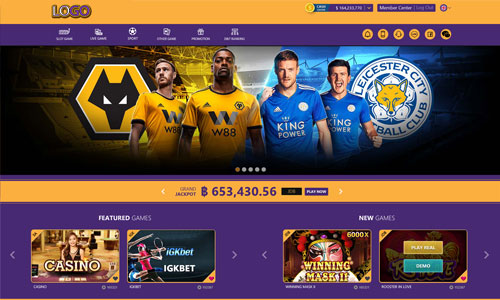 LOGO
$ 164,235,770
Member Center | Log Out
SLOT GAME
LIVE GAME
SPORT
OTHER GAME
PROMOTION
VIP RANKING
W88
W88
KING
POWER
KING
POWER
LEICESTER CITY
FOOTBALL CLUB
GRAND
JACKPOT
฿ 653,430.56
PLAY NOW
FEATURED GAMES
NEW GAMES
CASINO
IGKbet
IGKBET
6000X
WINNING
MASK II
PLAY REAL
DEMO
CASINO
IGKBET
WINNING MASK II
ROOSTER IN LOVE